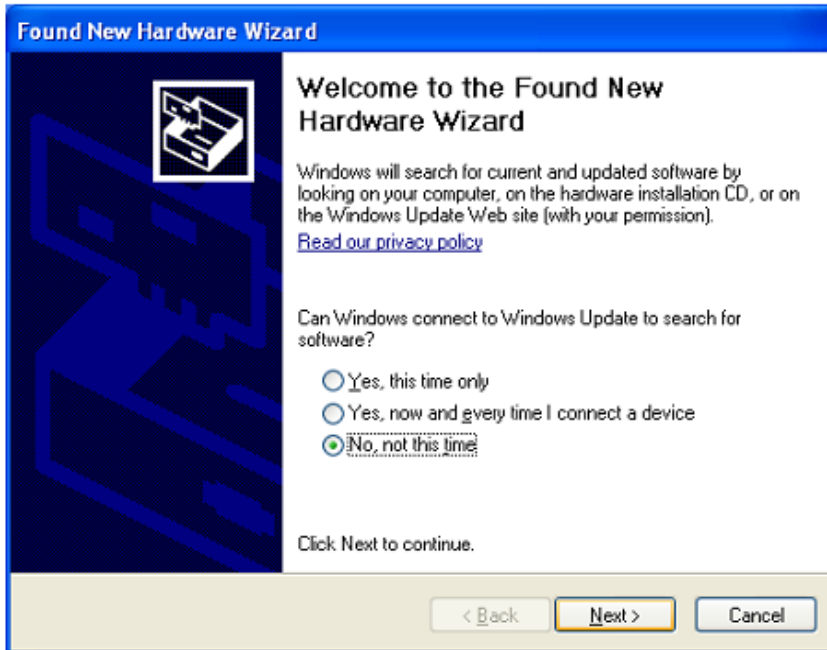 Found New Hardware Wizard
Welcome to the Found New
Hardware Wizard
Windows will search for current and updated software by
looking on your computer, on the hardware installation CD, or on
the Windows Update Web site (with your permission).
Read our privacy policy
Can Windows connect to Windows Update to search for
software?
Yes, this time only
Yes, now and every time I connect a device
No, not this time
Click Next to continue.
< Back
Next >
Cancel